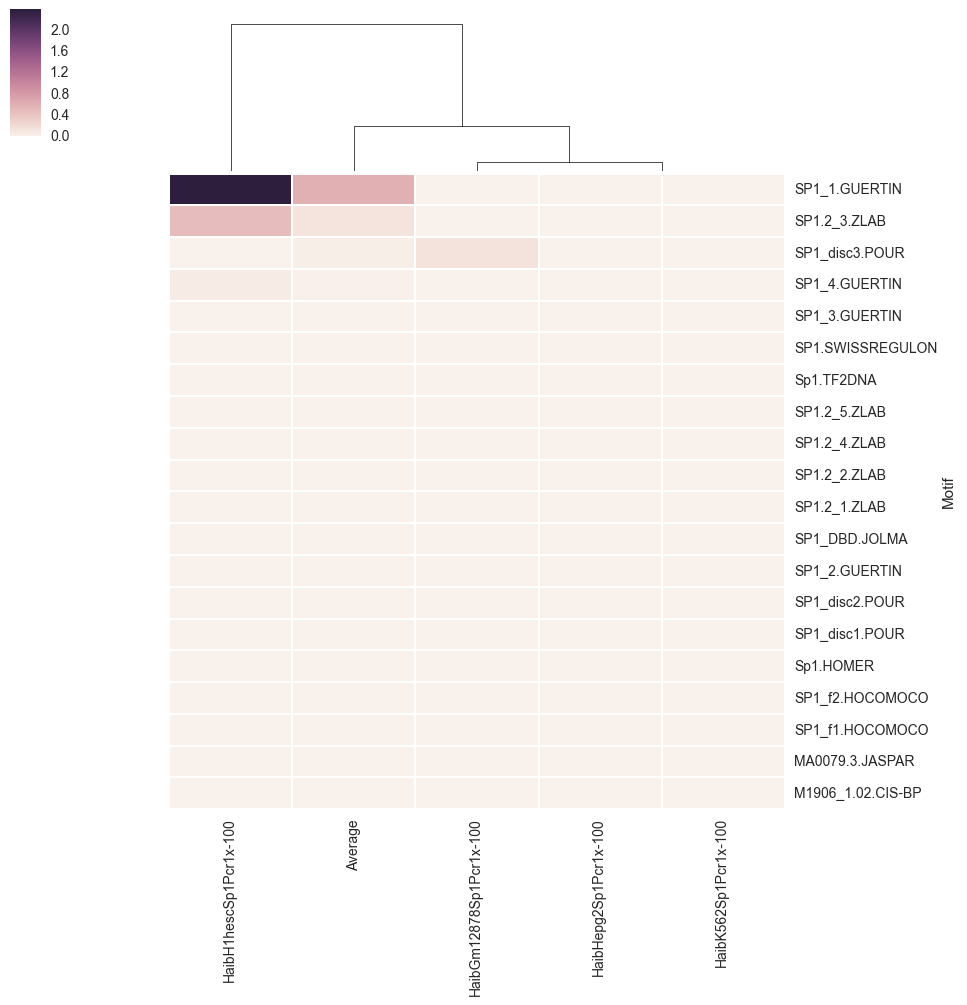 2.0
1.6
1.2
0.8
0.4
0.0
SP1_1.GUERTIN
SP1.2_3.ZLAB
SP1_disc3.POUR
SP1_4.GUERTIN
SP1_3.GUERTIN
SP1.SWISSREGULON
Sp1.TF2DNA
SP1.2_5.ZLAB
SP1.2_4.ZLAB
SP1.2_2.ZLAB
SP1.2_1.ZLAB
SP1_DBD.JOLMA
SP1_2.GUERTIN
SP1_disc2.POUR
SP1_disc1.POUR
Sp1.HOMER
SP1_f2.HOCOMOCO
SP1_f1.HOCOMOCO
MA0079.3.JASPAR
M1906_1.02.CIS-BP
Motif
HaibH1hescSp1Pcr1x-100
Average
HaibGm12878Sp1Pcr1x-100
HaibHepg2Sp1Pcr1x-100
HaibK562Sp1Pcr1x-100